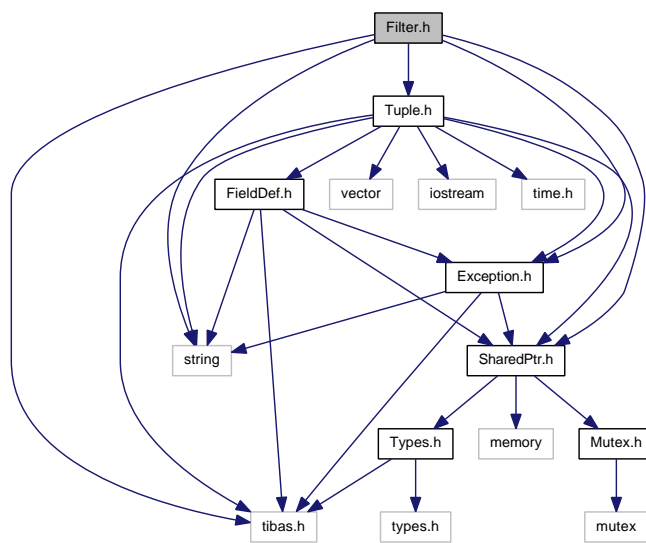 Filter.h
Tuple.h
FieldDef.h
vector
iostream
time.h
Exception.h
string
SharedPtr.h
Types.h
memory
Mutex.h
tibas.h
types.h
mutex